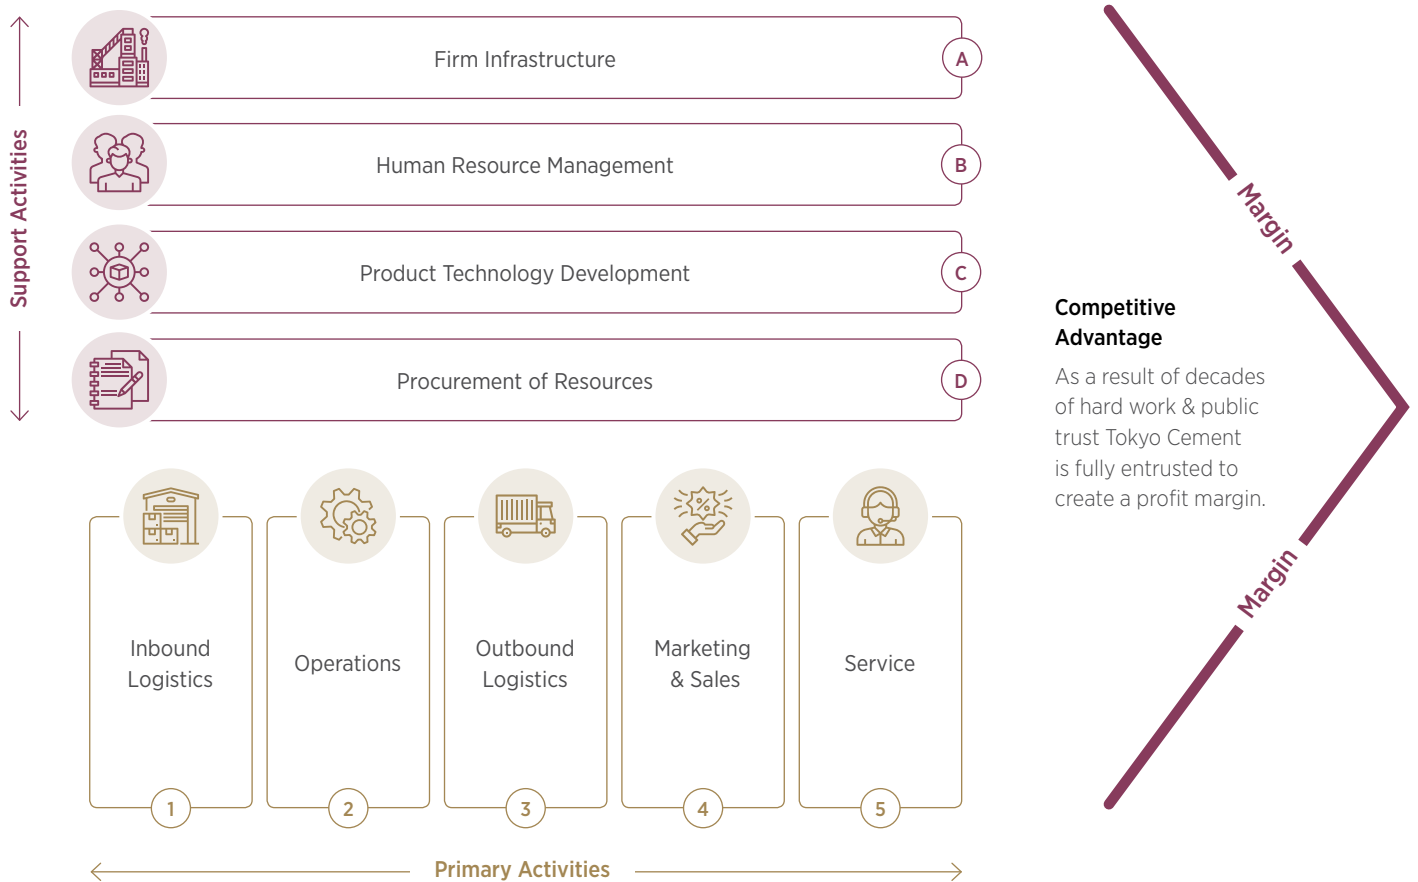 Support Activities
Firm Infrastructure
A
Human Resource Management
B
Product Technology Development
C
Procurement of Resources
D
Inbound
Logistics
1
Operations
2
Outbound
Logistics
3
Marketing
& Sales
4
Service
5
Primary Activities
Competitive
Advantage
As a result of decades
of hard work & public
trust Tokyo Cement
is fully entrusted to
create a profit margin.
Margin
Margin